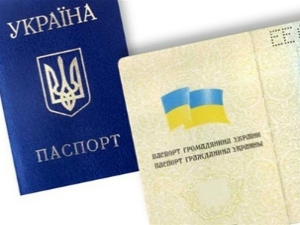 УКРАЇНА
ПАСПОРТ
ПАСПОРТ ГРОМАДЯНИНА УКРАЇНИ
ПАСПОРТ ГРАЖДАНИНА УКРАИНЫ